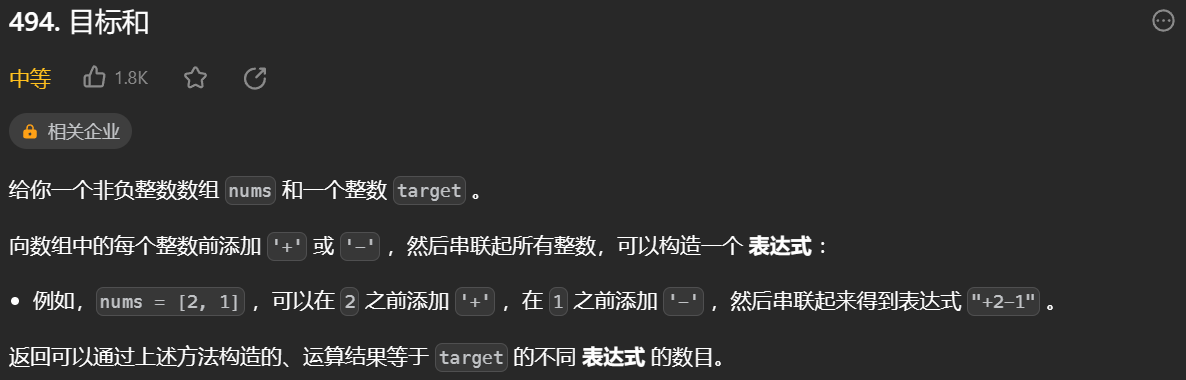 494. 目标和
中等 1.8K
相关企业
给你一个非负整数数组 nums 和一个整数 target 。
向数组中的每个整数前添加 '+' 或 '-' ，然后串联起所有整数，可以构造一个 表达式 ：
• 例如，nums = [2, 1] ，可以在 2 之前添加 '+' ，在 1 之前添加 '-' ，然后串联起来得到表达式 "+2-1" 。
返回可以通过上述方法构造的、运算结果等于 target 的不同 表达式 的数目。